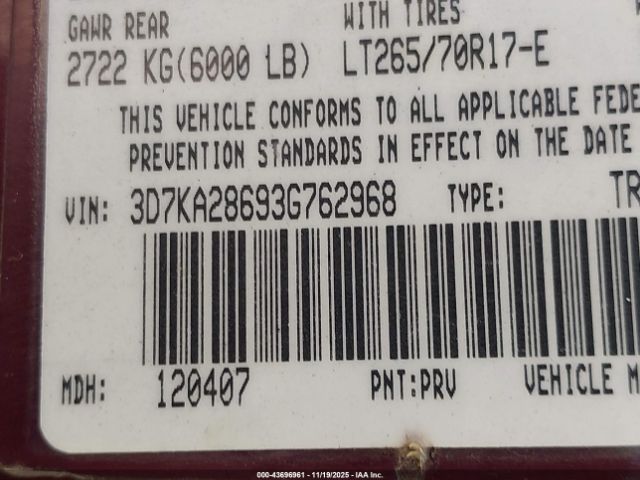 GAWR REAR
WITH TIRES
2722 KG(6000 LB) LT265/70R17-E
THIS VEHICLE CONFORMS TO ALL APPLICABLE FEDE
PREVENTION STANDARDS IN EFFECT ON THE DATE
VIN: 3D7KA28693G762968 TYPE: TR
MDH: 120407 PNT:PRV VEHICLE M
000-43696961 - 11/19/2025 - IAA Inc.